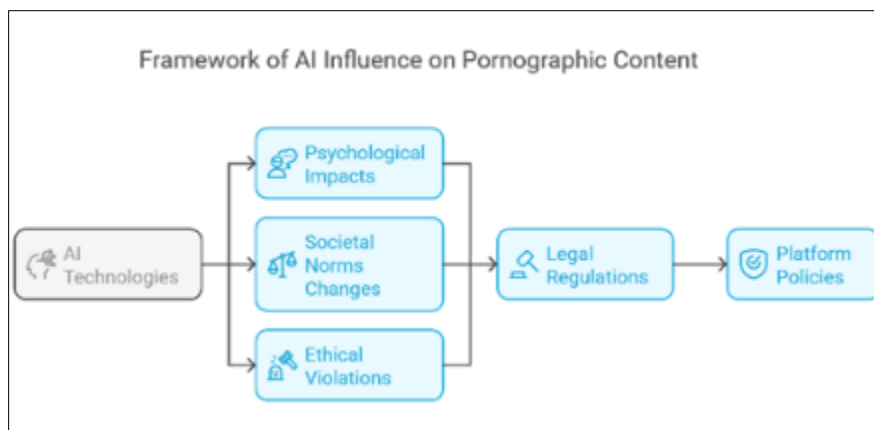 Framework of AI Influence on Pornographic Content
Psychological
Impacts
AI
Technologies
Societal
Norms
Changes
Legal
Regulations
Platform
Policies
Ethical
Violations